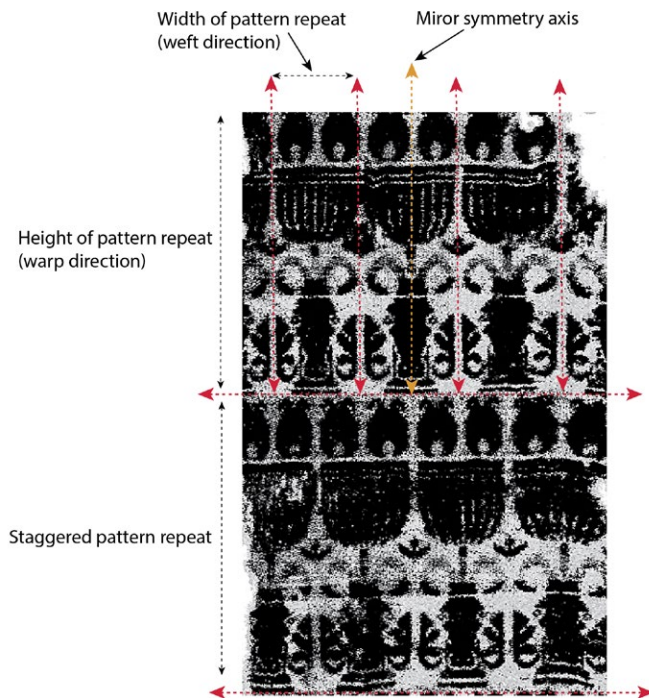 Width of pattern repeat
(weft direction)
Miror symmetry axis
Height of pattern repeat
(warp direction)
Staggered pattern repeat